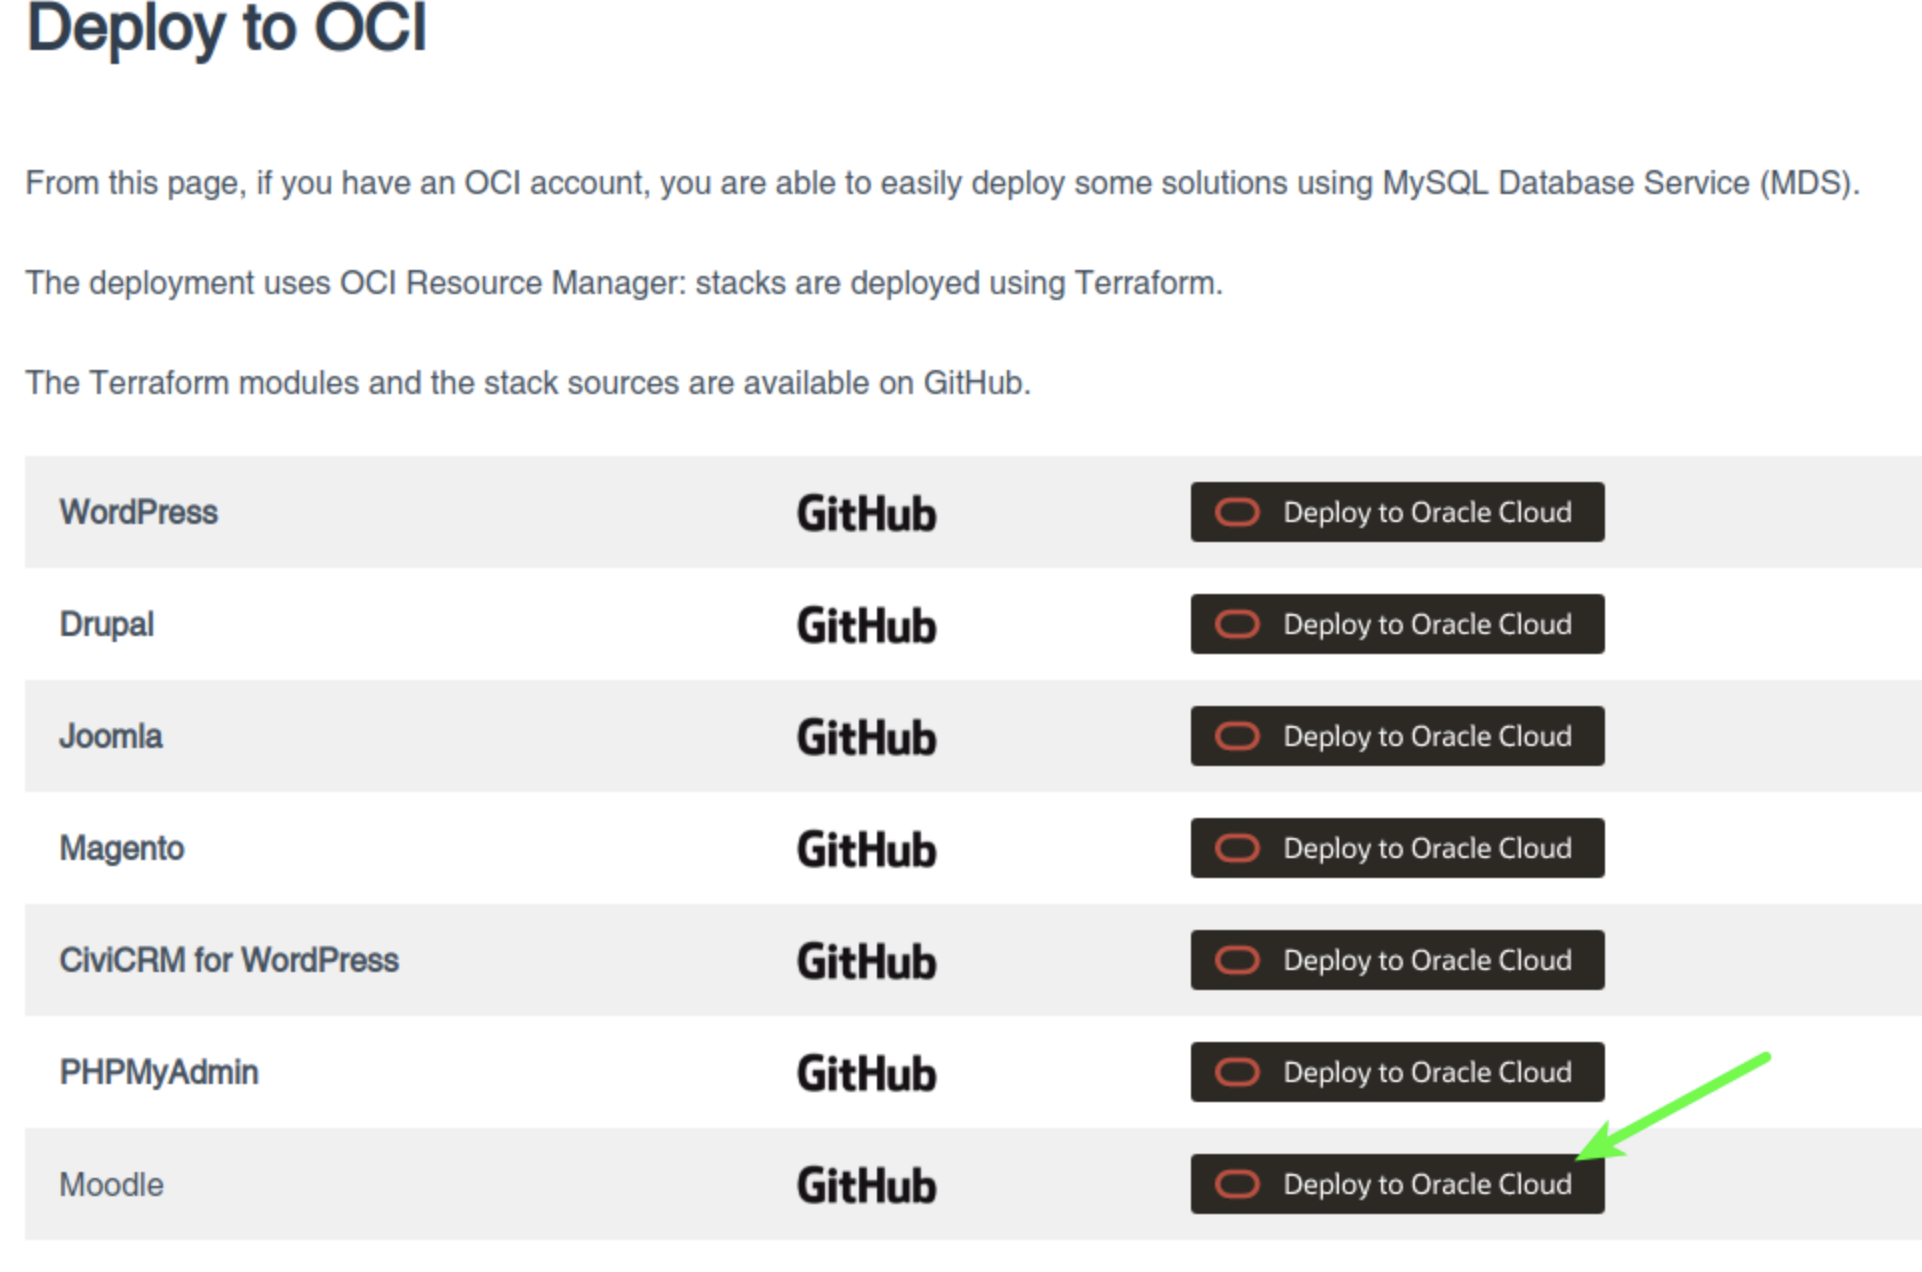 Deploy to OCI
From this page, if you have an OCI account, you are able to easily deploy some solutions using MySQL Database Service (MDS).
The deployment uses OCI Resource Manager: stacks are deployed using Terraform.
The Terraform modules and the stack sources are available on GitHub.
WordPress GitHub Deploy to Oracle Cloud
Drupal GitHub Deploy to Oracle Cloud
Joomla GitHub Deploy to Oracle Cloud
Magento GitHub Deploy to Oracle Cloud
CiviCRM for WordPress GitHub Deploy to Oracle Cloud
PHPMyAdmin GitHub Deploy to Oracle Cloud
Moodle GitHub Deploy to Oracle Cloud